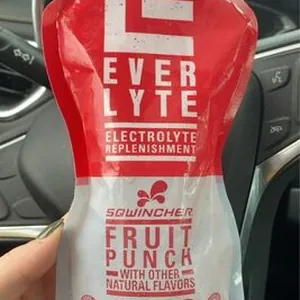 EVER
LYTE
ELECTROLYTE
REPLENISHMENT
SQWINCHER
FRUIT
PUNCH
WITH OTHER
NATURAL FLAVORS